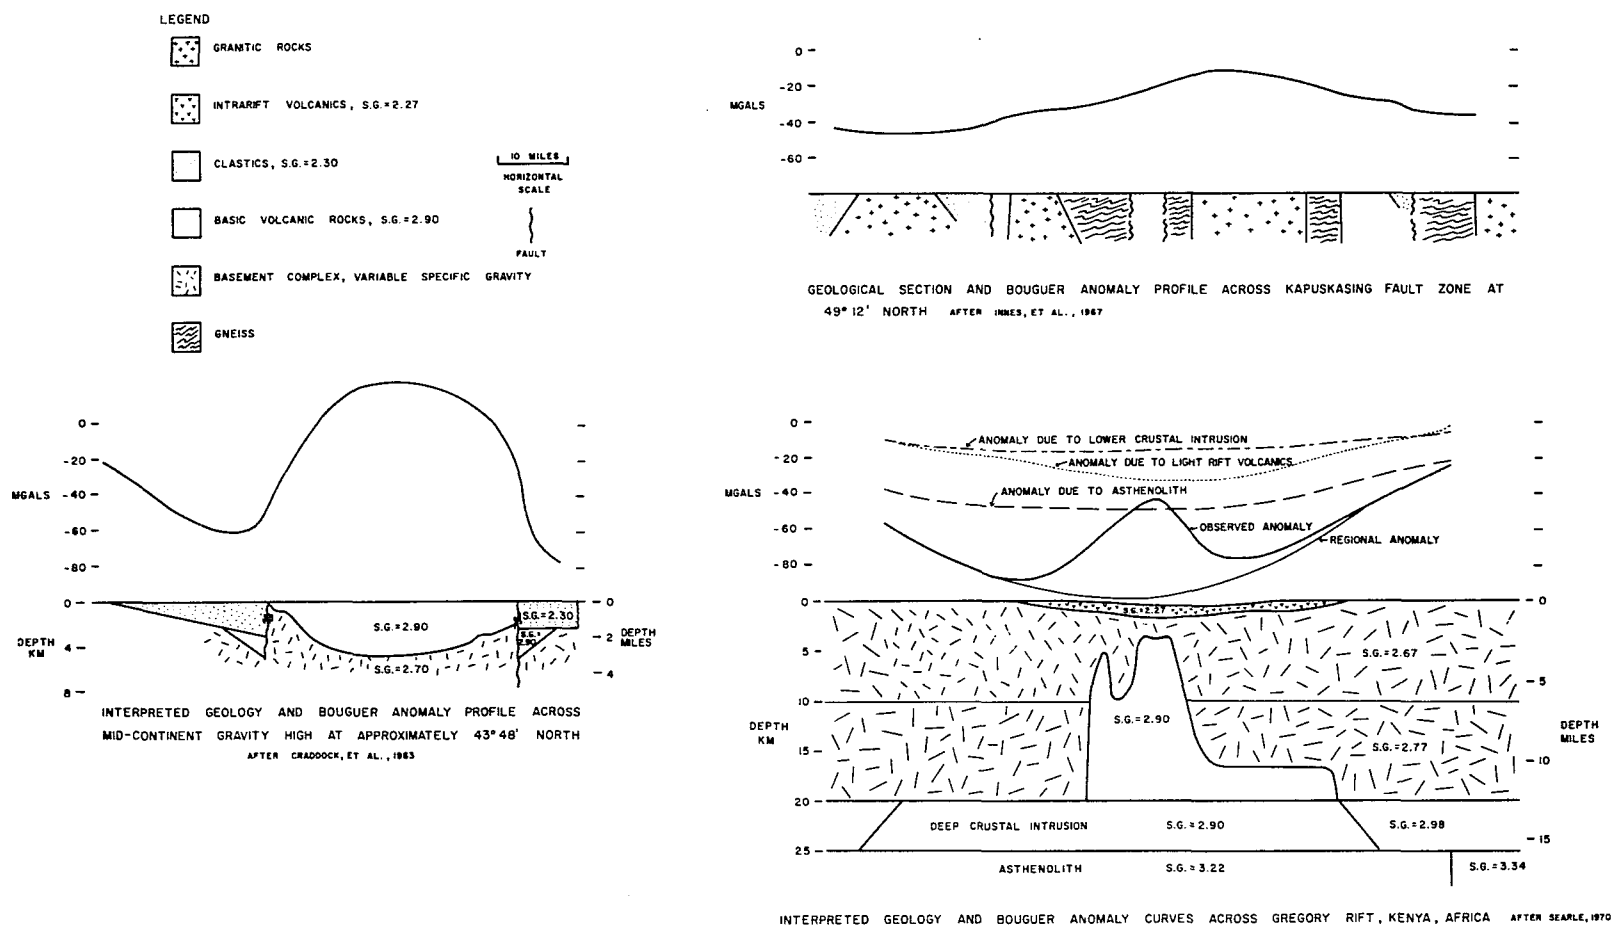 LEGEND
GRANITIC ROCKS
INTRARIFT VOLCANICS, S.G.=2.27
CLASTICS, S.G.=2.30
BASIC VOLCANIC ROCKS, S.G.=2.90
BASEMENT COMPLEX, VARIABLE SPECIFIC GRAVITY
GNEISS
10 MILES
HORIZONTAL
SCALE
FAULT
0
-20
MGALS
-40
-60
GEOLOGICAL SECTION AND BOUGUER ANOMALY PROFILE ACROSS KAPUSKASING FAULT ZONE AT
49° 12' NORTH AFTER INNES, ET AL., 1967
0
-20
MGALS
-40
-60
-80
0
DEPTH
KM
4
8
0
2
4
DEPTH
MILES
S.G.=2.90
S.G.=2.70
S.G.=2.30
S.G.=
2.90
INTERPRETED GEOLOGY AND BOUGUER ANOMALY PROFILE ACROSS
MID-CONTINENT GRAVITY HIGH AT APPROXIMATELY 43° 48' NORTH
AFTER CRADDOCK, ET AL., 1963
0
-20
MGALS
-40
-60
-80
ANOMALY DUE TO LOWER CRUSTAL INTRUSION
ANOMALY DUE TO LIGHT RIFT VOLCANICS
ANOMALY DUE TO ASTHENOLITH
OBSERVED ANOMALY
REGIONAL ANOMALY
0
5
10
DEPTH
KM
15
20
25
0
5
DEPTH
MILES
10
15
S.G.=2.27
S.G.=2.67
S.G.=2.90
S.G.=2.77
DEEP CRUSTAL INTRUSION S.G.=2.90 S.G.=2.98
ASTHENOLITH S.G.=3.22 S.G.=3.34
INTERPRETED GEOLOGY AND BOUGUER ANOMALY CURVES ACROSS GREGORY RIFT, KENYA, AFRICA AFTER SEARLE, 1970